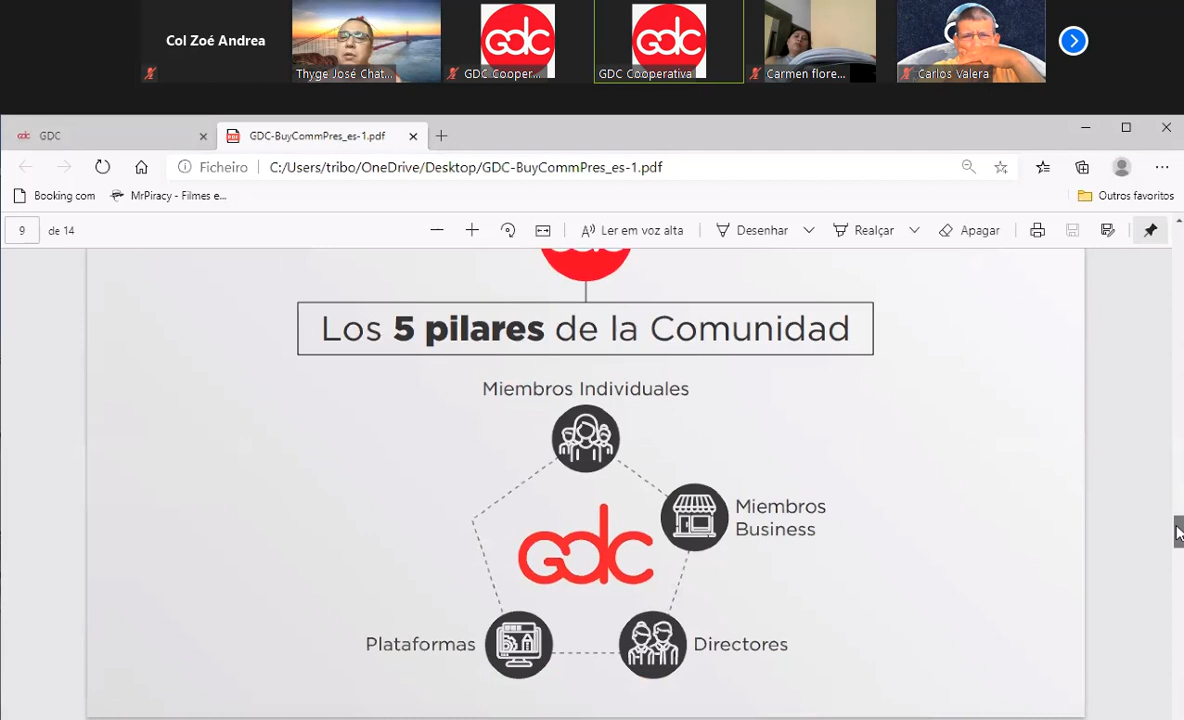 Col Zoé Andrea
Thyge José Chat...
GDC Cooper...
GDC Cooperativa
Carmen flore...
Carlos Valera
gdc
gdc
gdc GDC
GDC-BuyCommPres_es-1.pdf
Ficheiro
C:/Users/tribo/OneDrive/Desktop/GDC-BuyCommPres_es-1.pdf
Booking com
MrPiracy - Filmes e...
Outros favoritos
9 de 14
Ler em voz alta
Desenhar
Realçar
Apagar
Los 5 pilares de la Comunidad
Miembros Individuales
Miembros
Business
gdc
Plataformas
Directores